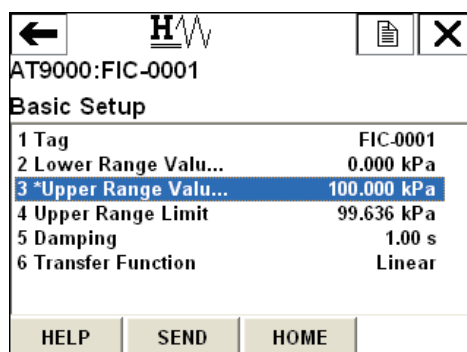 H
AT9000:FIC-0001
Basic Setup
1 Tag FIC-0001
2 Lower Range Valu... 0.000 kPa
3 *Upper Range Valu... 100.000 kPa
4 Upper Range Limit 99.636 kPa
5 Damping 1.00 s
6 Transfer Function Linear
HELP SEND HOME